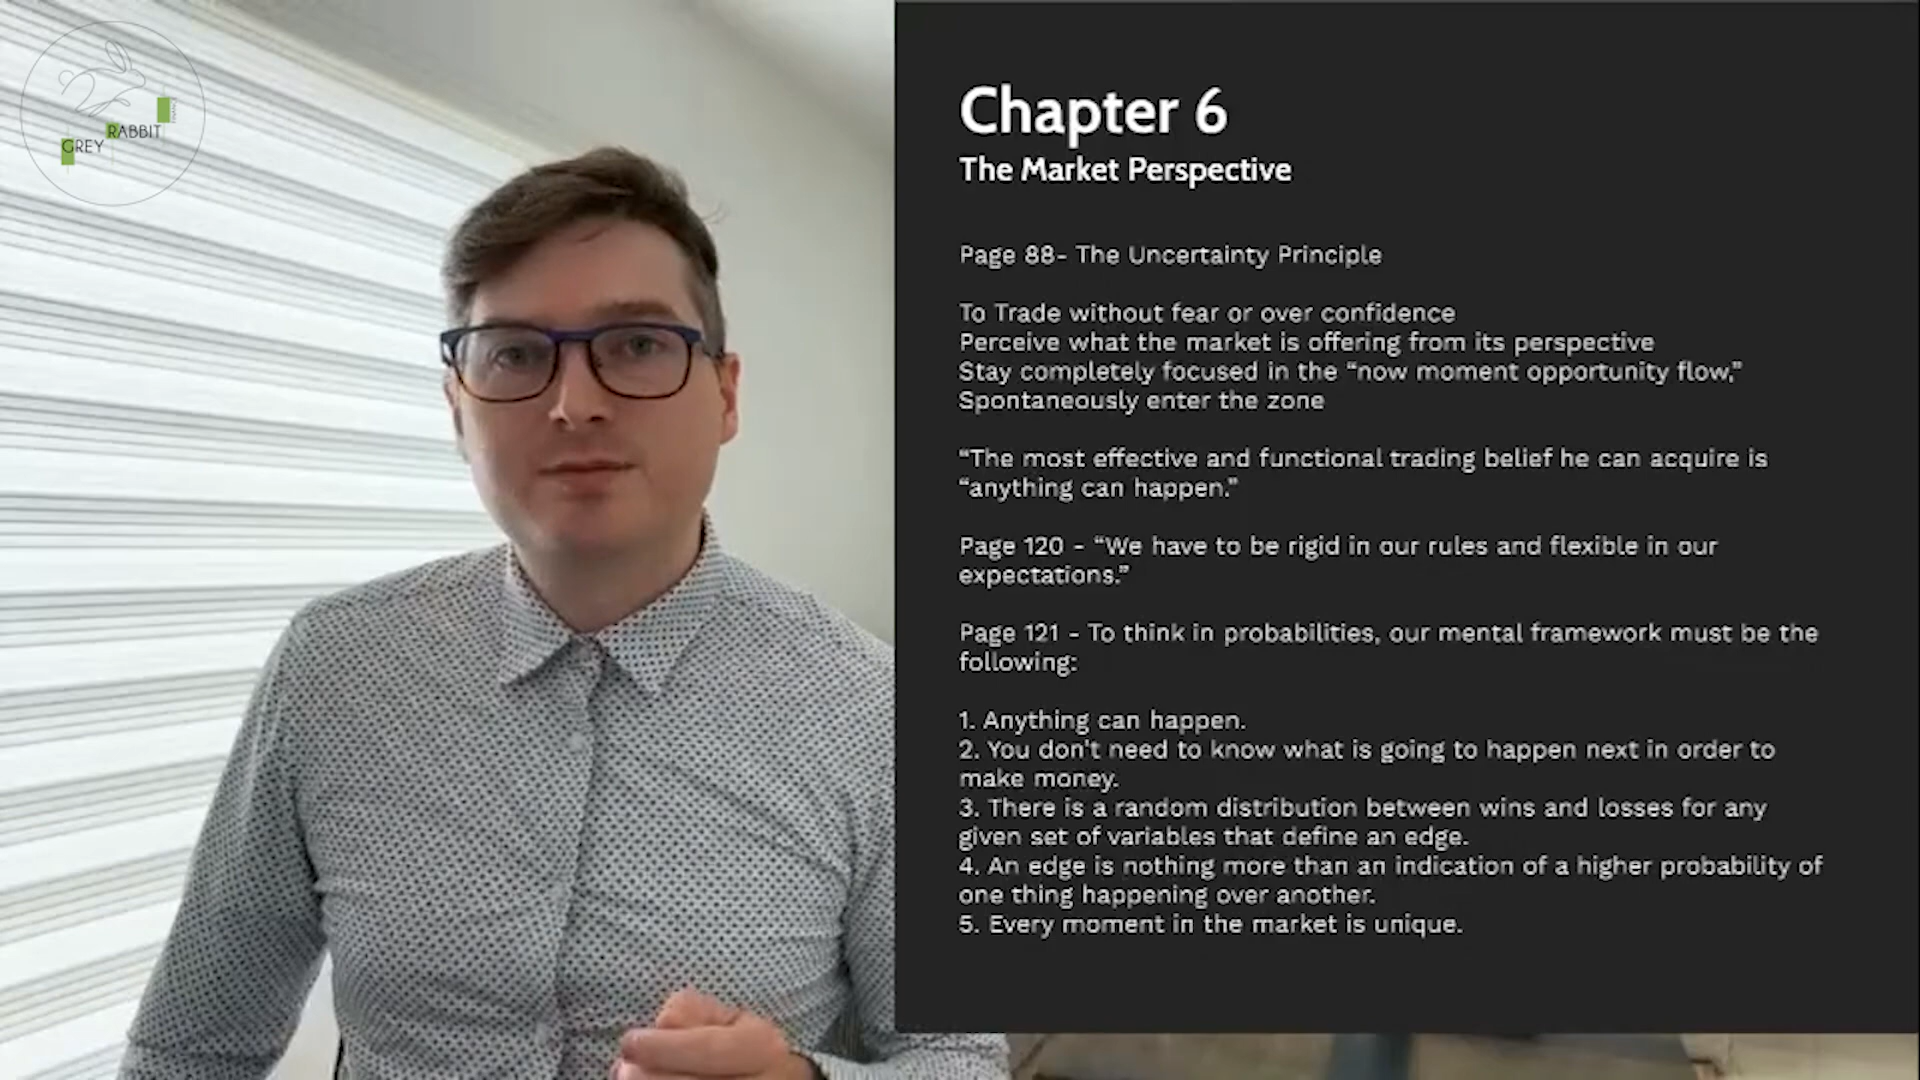 GREY RABBIT
Chapter 6
The Market Perspective
Page 88- The Uncertainty Principle
To Trade without fear or over confidence
Perceive what the market is offering from its perspective
Stay completely focused in the “now moment opportunity flow,”
Spontaneously enter the zone
“The most effective and functional trading belief he can acquire is
“anything can happen.”
Page 120 - “We have to be rigid in our rules and flexible in our
expectations.”
Page 121 - To think in probabilities, our mental framework must be the
following:
1. Anything can happen.
2. You don't need to know what is going to happen next in order to
make money.
3. There is a random distribution between wins and losses for any
given set of variables that define an edge.
4. An edge is nothing more than an indication of a higher probability of
one thing happening over another.
5. Every moment in the market is unique.